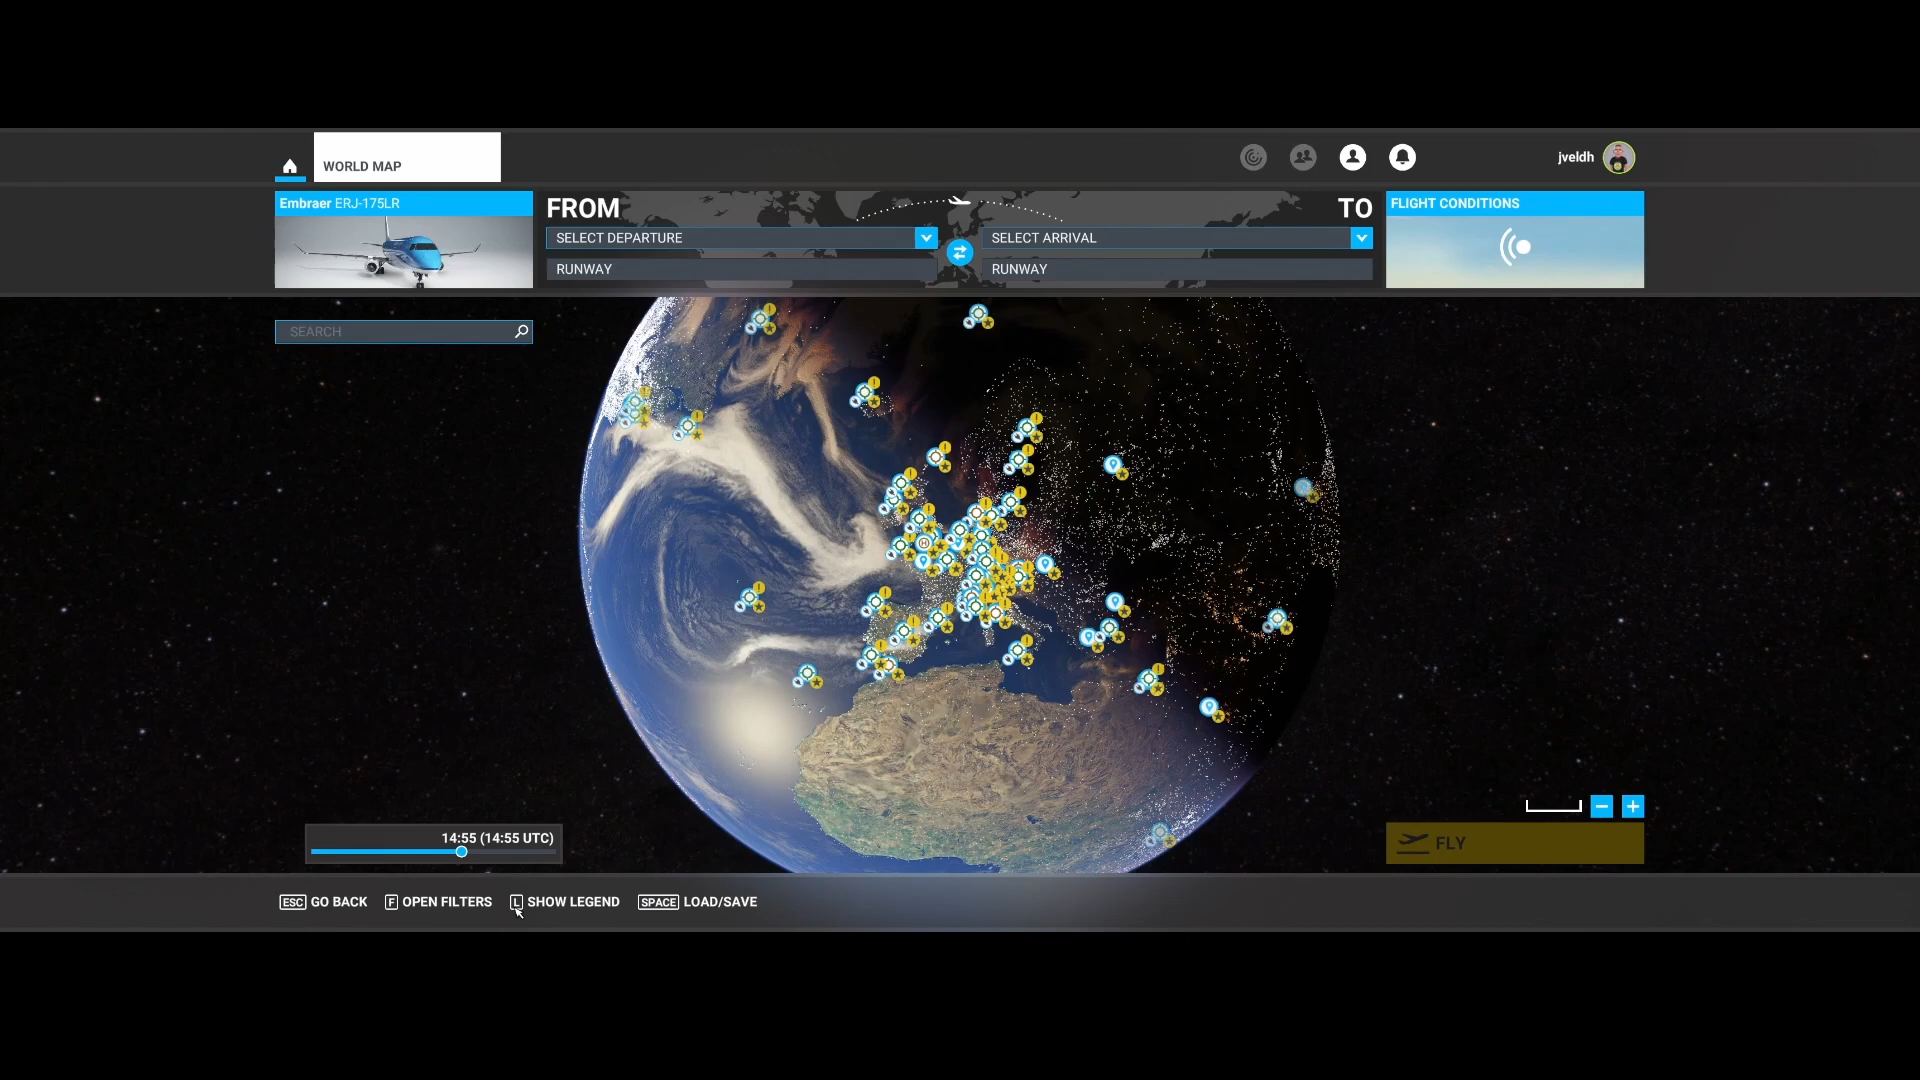 WORLD MAP
jveldh
Embraer ERJ-175LR
FROM
TO
FLIGHT CONDITIONS
SELECT DEPARTURE
SELECT ARRIVAL
RUNWAY
RUNWAY
SEARCH
14:55 (14:55 UTC)
FLY
ESC GO BACK F OPEN FILTERS L SHOW LEGEND SPACE LOAD/SAVE